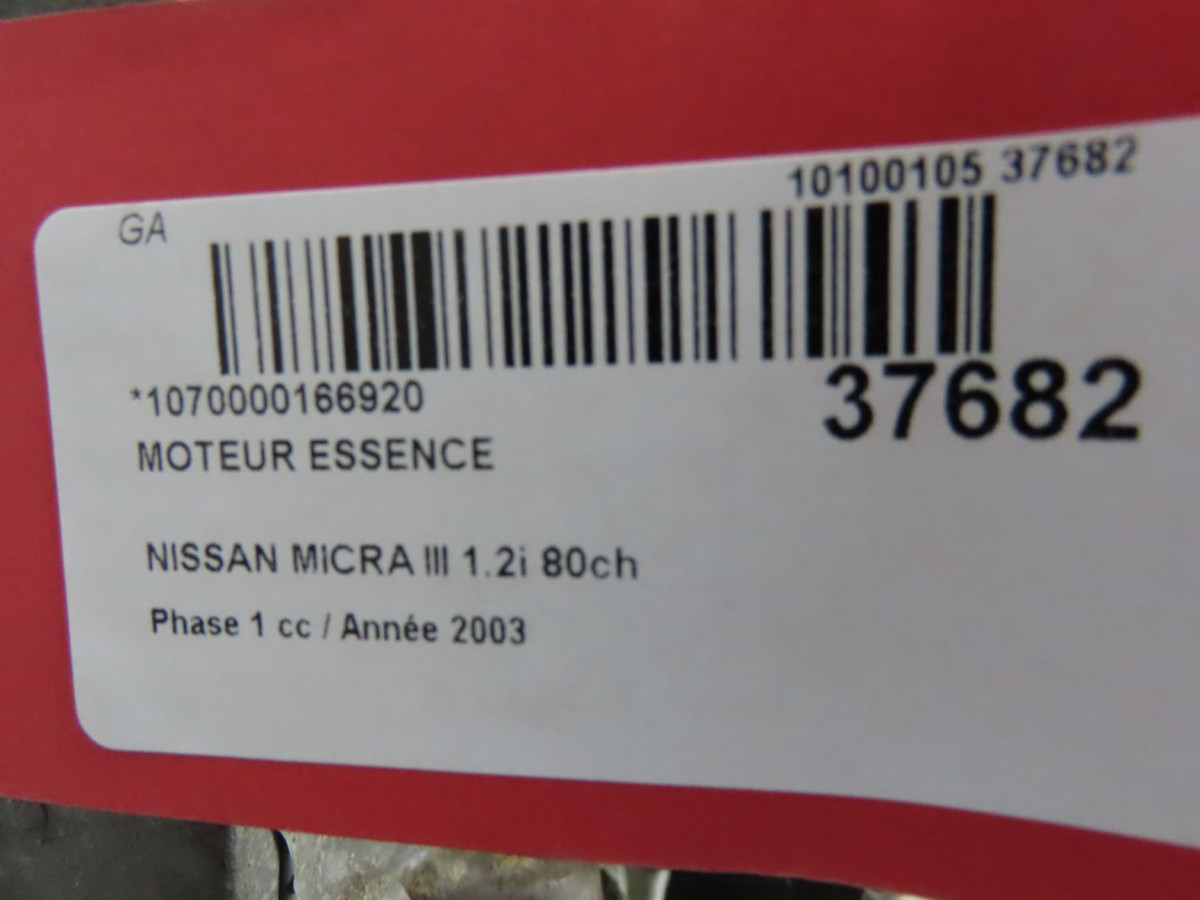 10100105 37682
GA
*1070000166920
37682
MOTEUR ESSENCE
NISSAN MICRA III 1.2i 80ch
Phase 1 cc / Année 2003